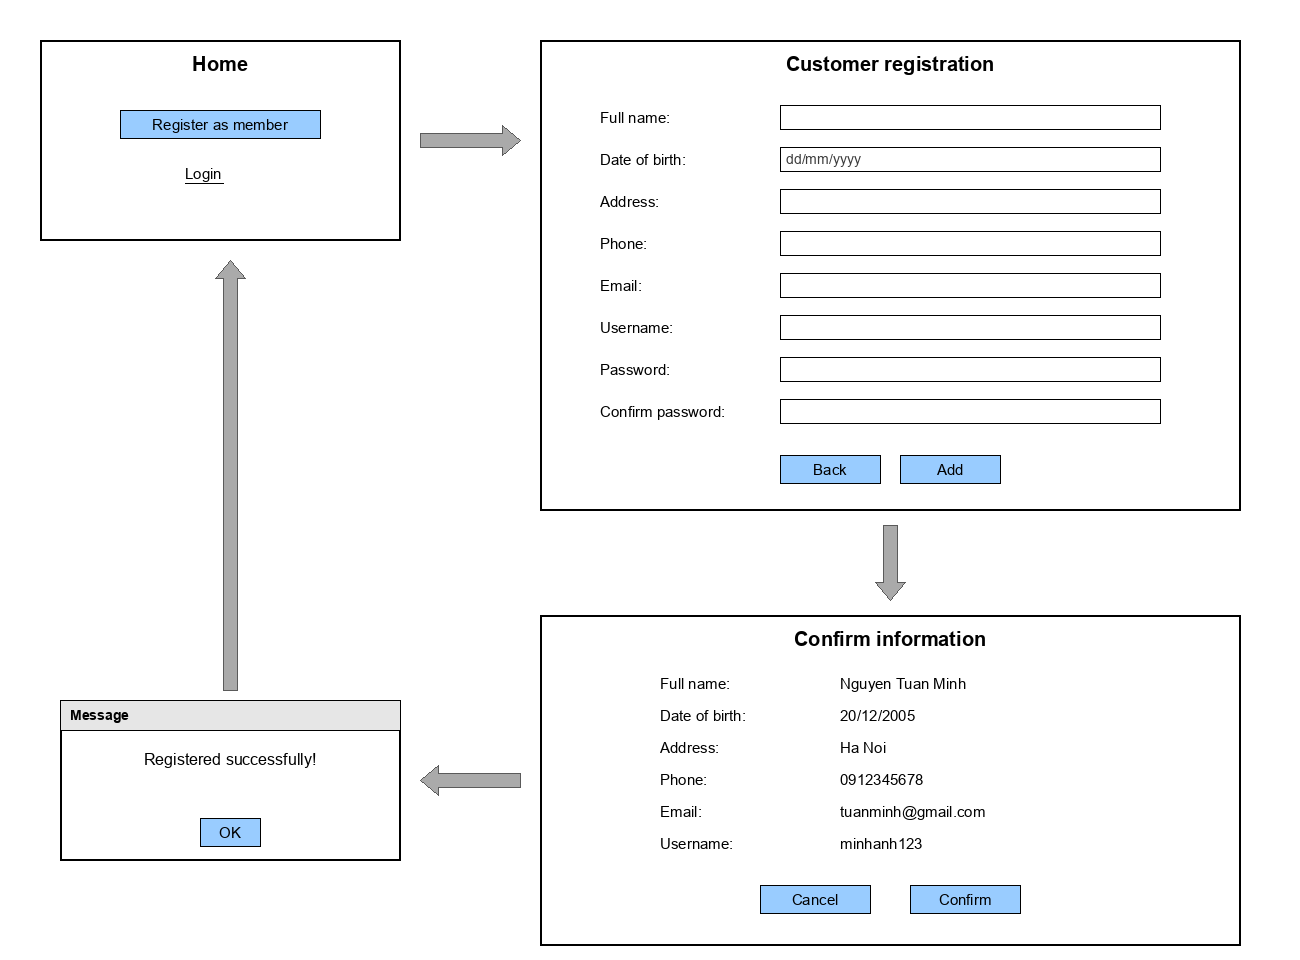 Home
Register as member
Login
Customer registration
Full name:
Date of birth: dd/mm/yyyy
Address:
Phone:
Email:
Username:
Password:
Confirm password:
Back Add
Confirm information
Full name: Nguyen Tuan Minh
Date of birth: 20/12/2005
Address: Ha Noi
Phone: 0912345678
Email: tuanminh@gmail.com
Username: minhanh123
Cancel Confirm
Message
Registered successfully!
OK